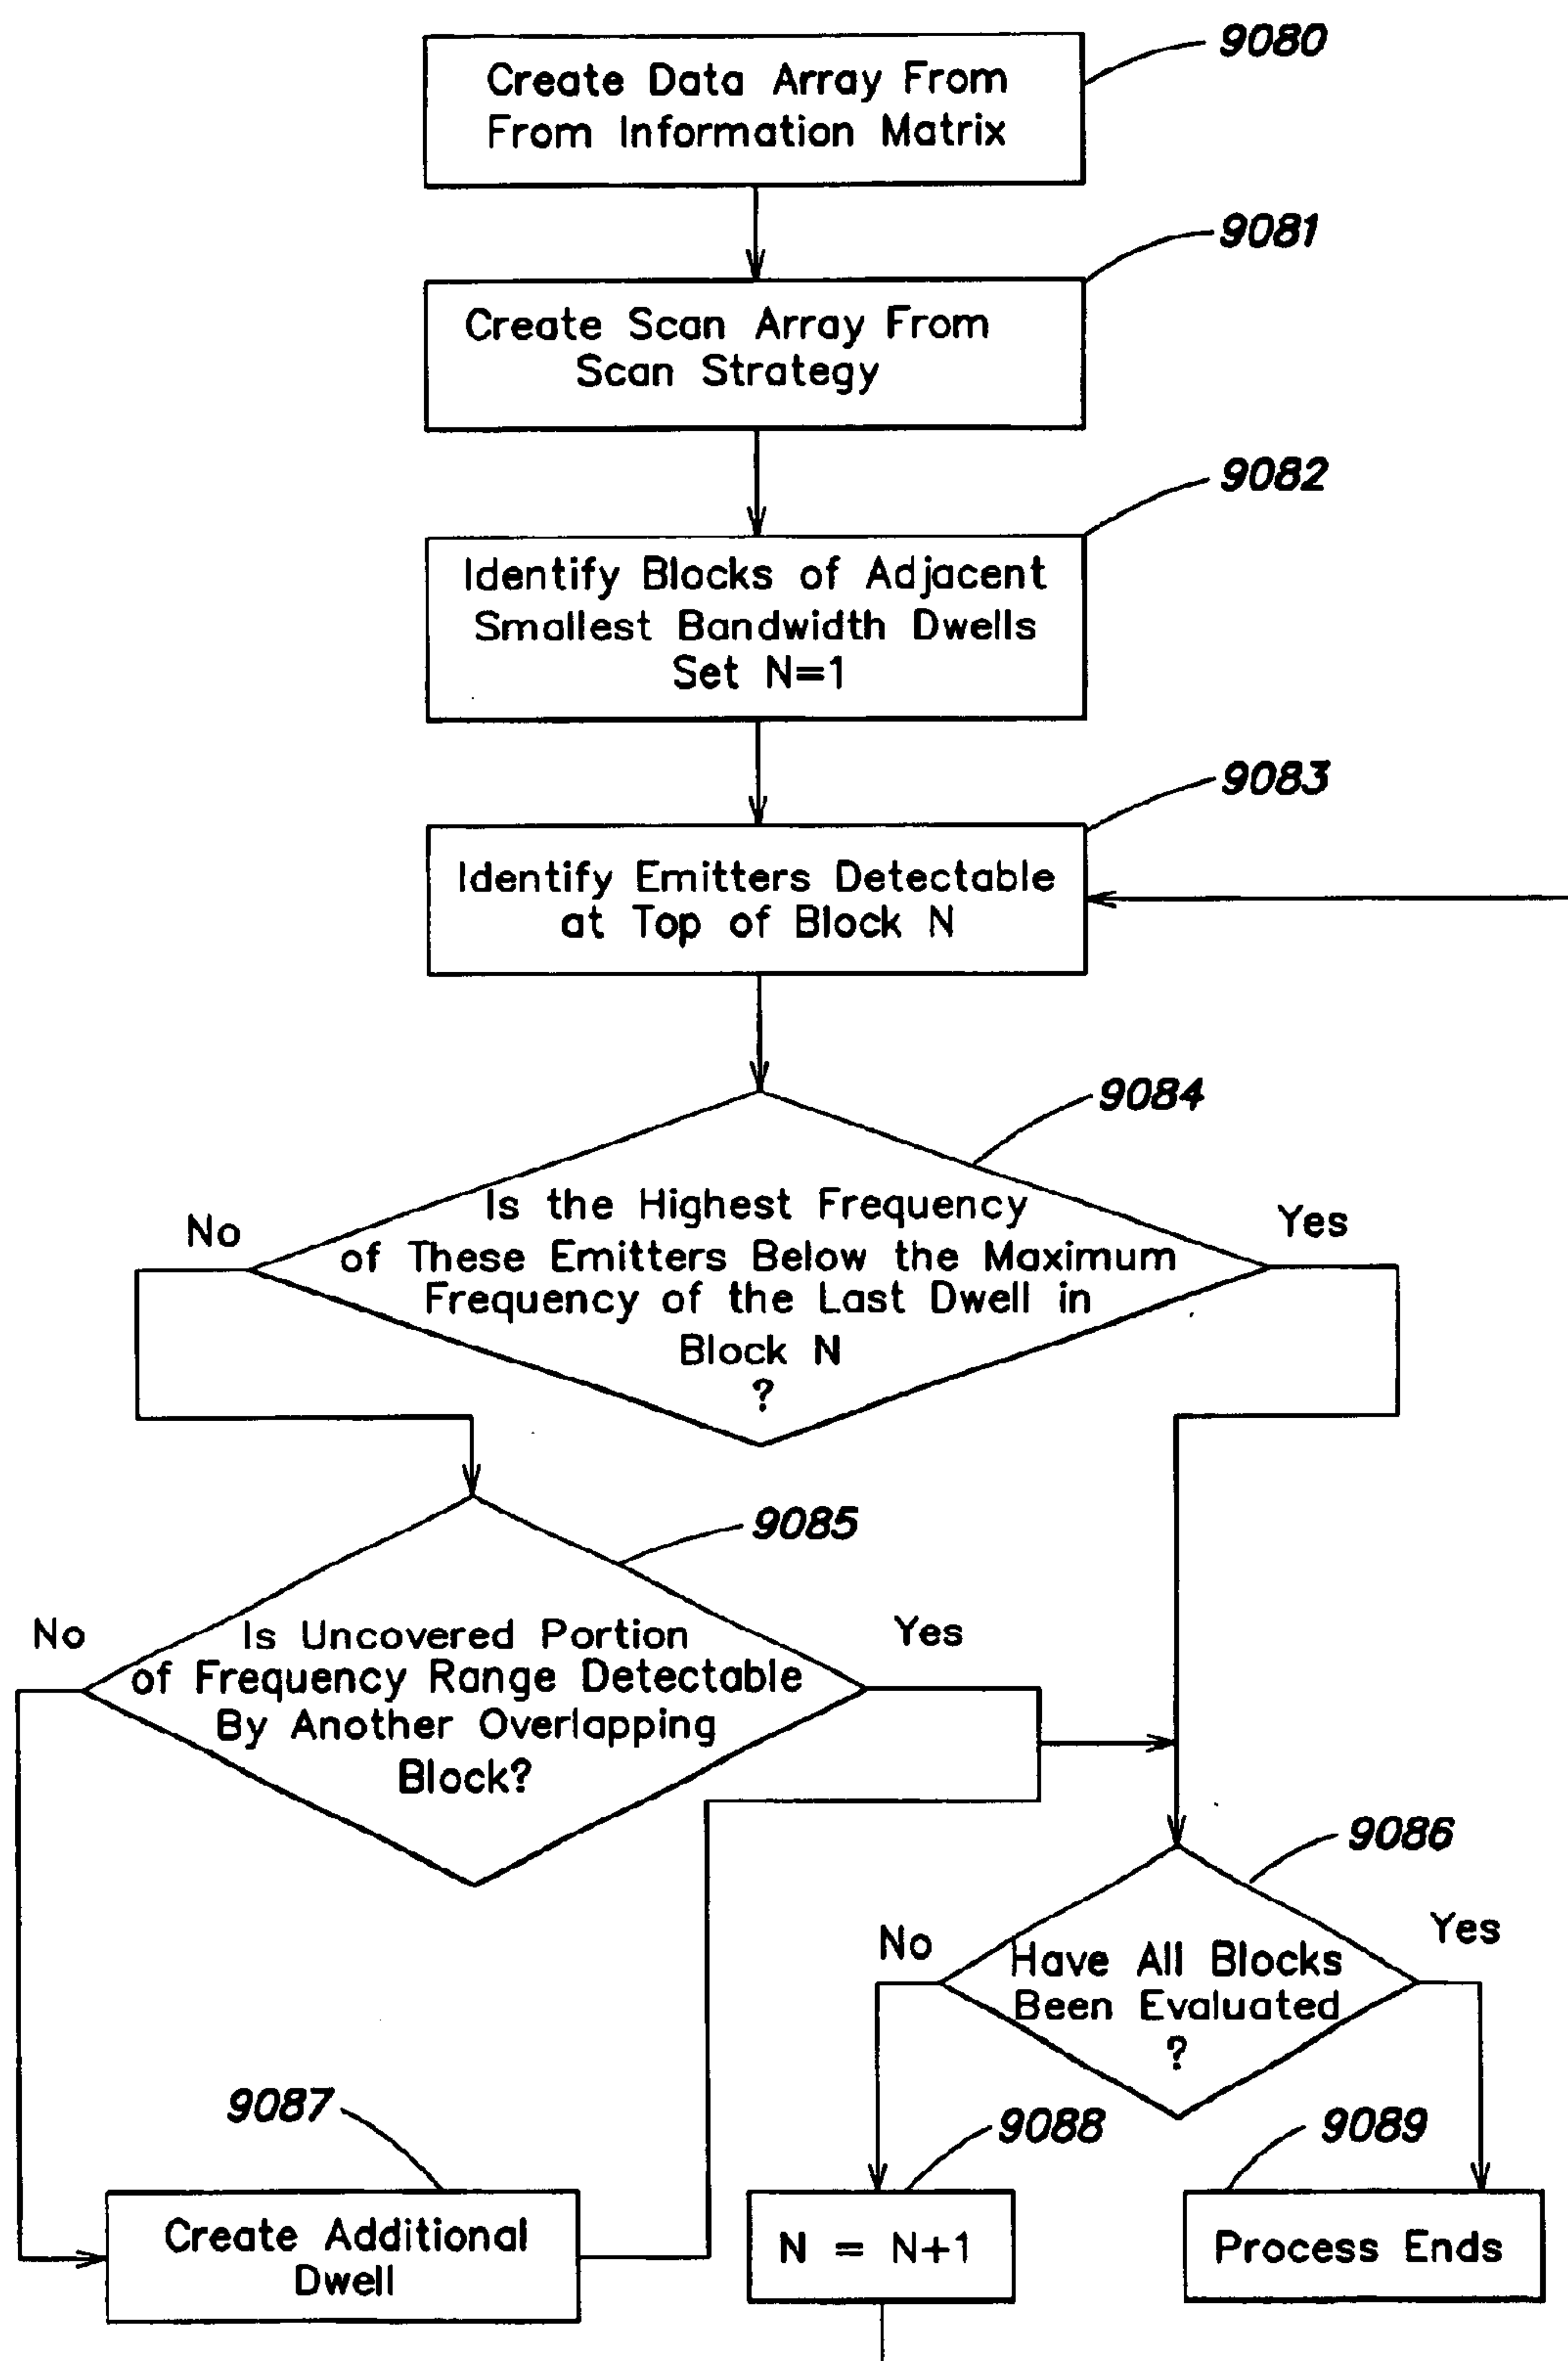 9080
Create Data Array From
From Information Matrix
9081
Create Scan Array From
Scan Strategy
9082
Identify Blocks of Adjacent
Smallest Bandwidth Dwells
Set N=1
9083
Identify Emitters Detectable
at Top of Block N
9084
Is the Highest Frequency
of These Emitters Below the Maximum
Frequency of the Last Dwell in
Block N
?
No
Yes
9085
Is Uncovered Portion
of Frequency Range Detectable
By Another Overlapping
Block?
No
Yes
9086
Have All Blocks
Been Evaluated
?
No
Yes
9087
Create Additional
Dwell
9088
N = N+1
9089
Process Ends